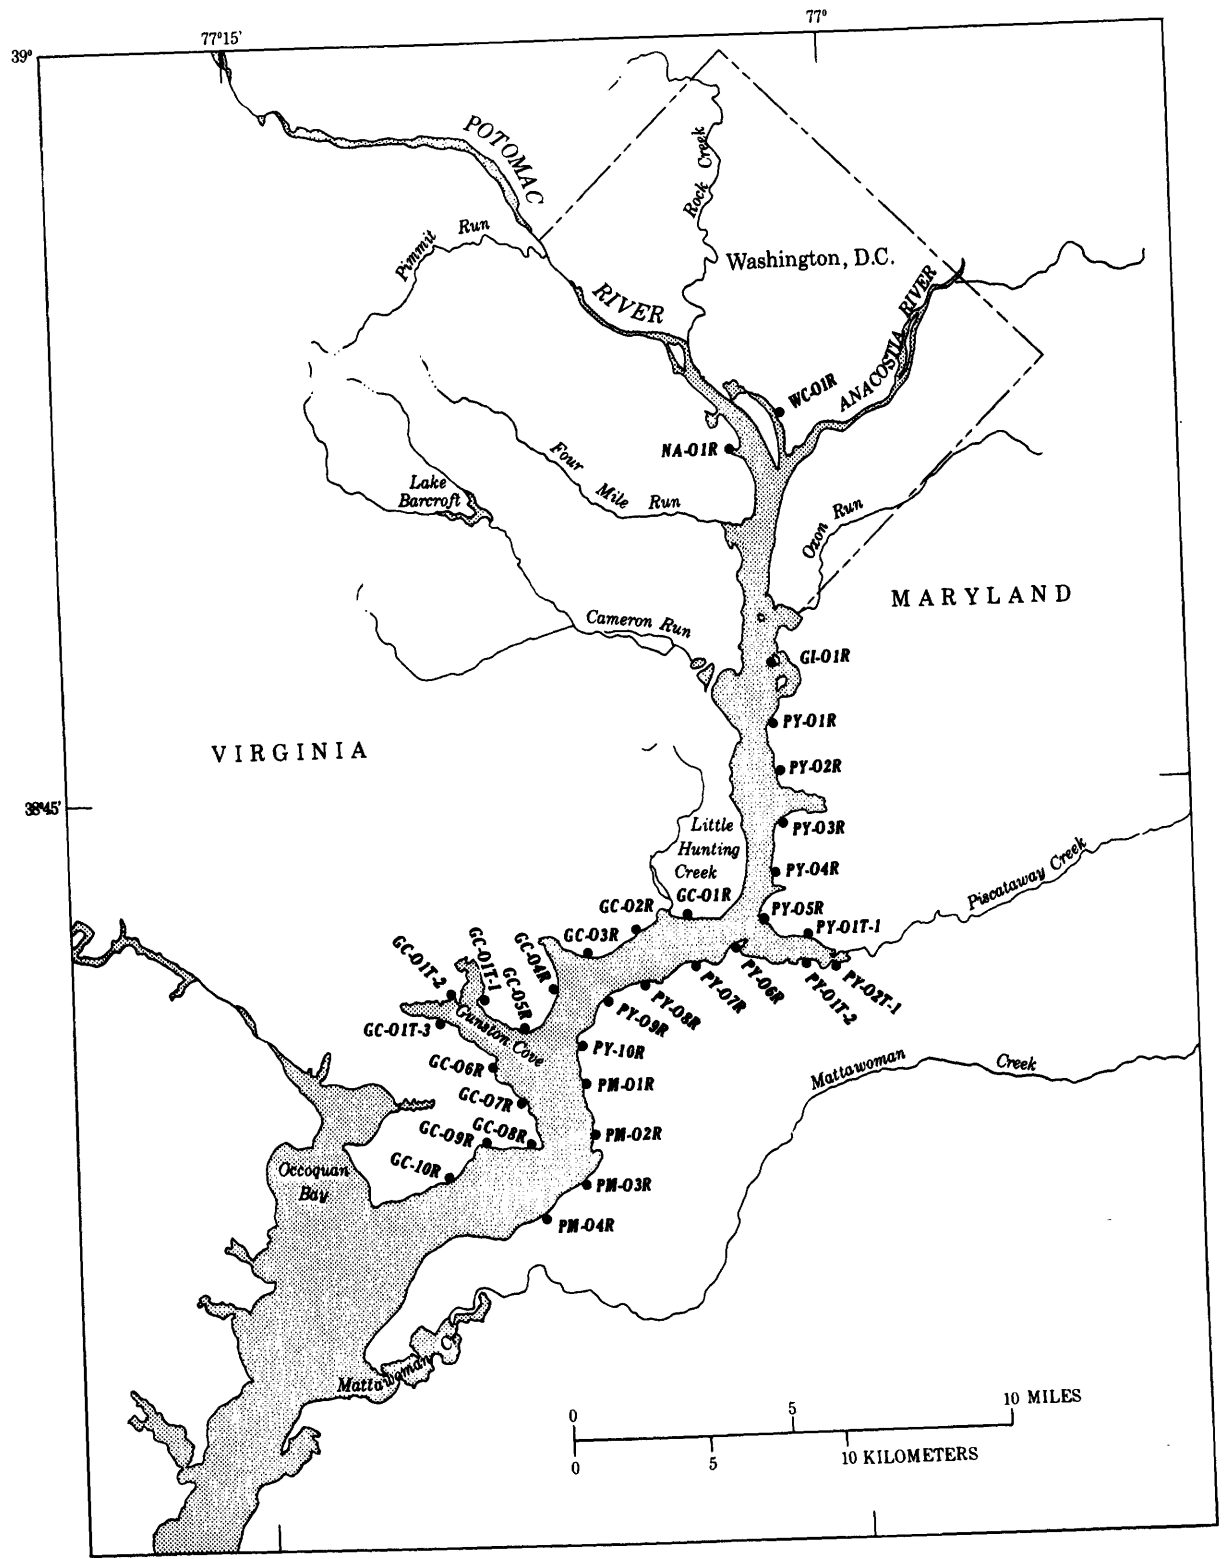 77°
77°15'
39°
POTOMAC
Rock Creek
Run
Pimmit
Washington, D.C.
RIVER
ANACOSTIA RIVER
WC-01R
NA-01R
Four
Mile Run
Lake
Barcroft
Oxon Run
MARYLAND
Cameron Run
GI-01R
PY-01R
VIRGINIA
PY-02R
38°45'
Little
Hunting
Creek
PY-03R
PY-04R
Piscataway Creek
GC-01R
GC-02R
PY-05R
PY-01T-1
GC-03R
GC-04R
GC-01T-1
GC-01T-2
GC-05R
PY-06R
PY-07R
PY-01T-2
PY-02T-1
PY-08R
PY-09R
Gunston Cove
GC-01T-3
PY-10R
Mattawoman Creek
GC-06R
PM-01R
GC-07R
GC-08R
GC-09R
PM-02R
GC-10R
Occoquan
Bay
PM-03R
PM-04R
Mattawoman Cr
0 5 10 MILES
0 5 10 KILOMETERS